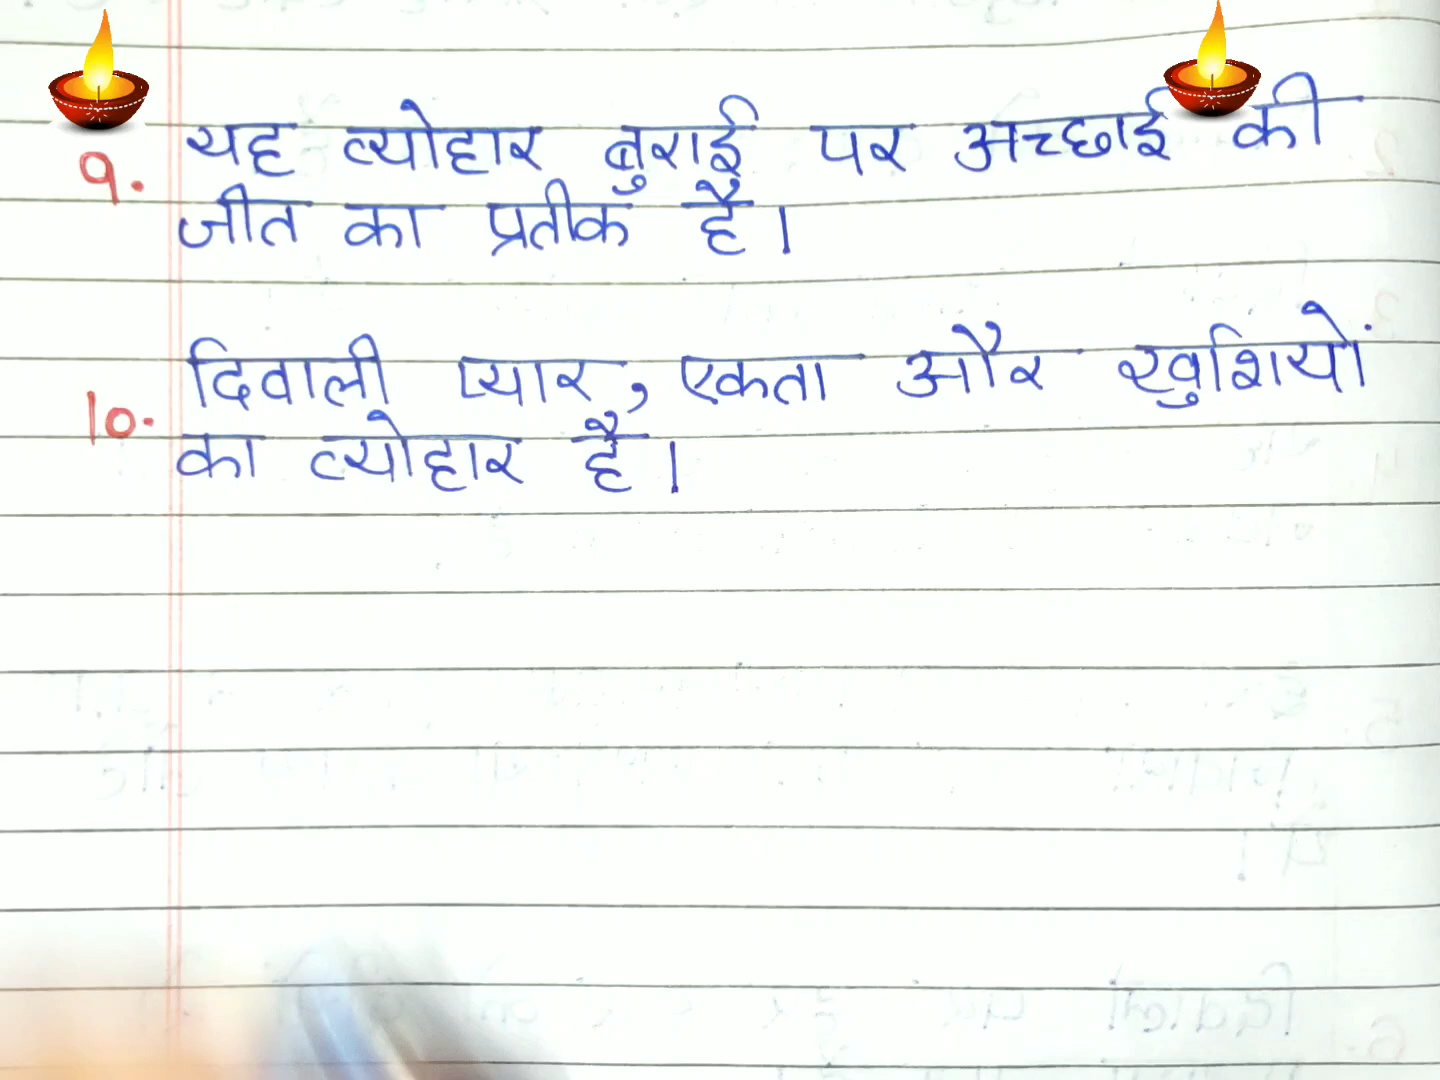 9. यह त्योहार बुराई पर अच्छाई की
जीत का प्रतीक है।
10. दिवाली प्यार, एकता और खुशियों
का त्योहार है।